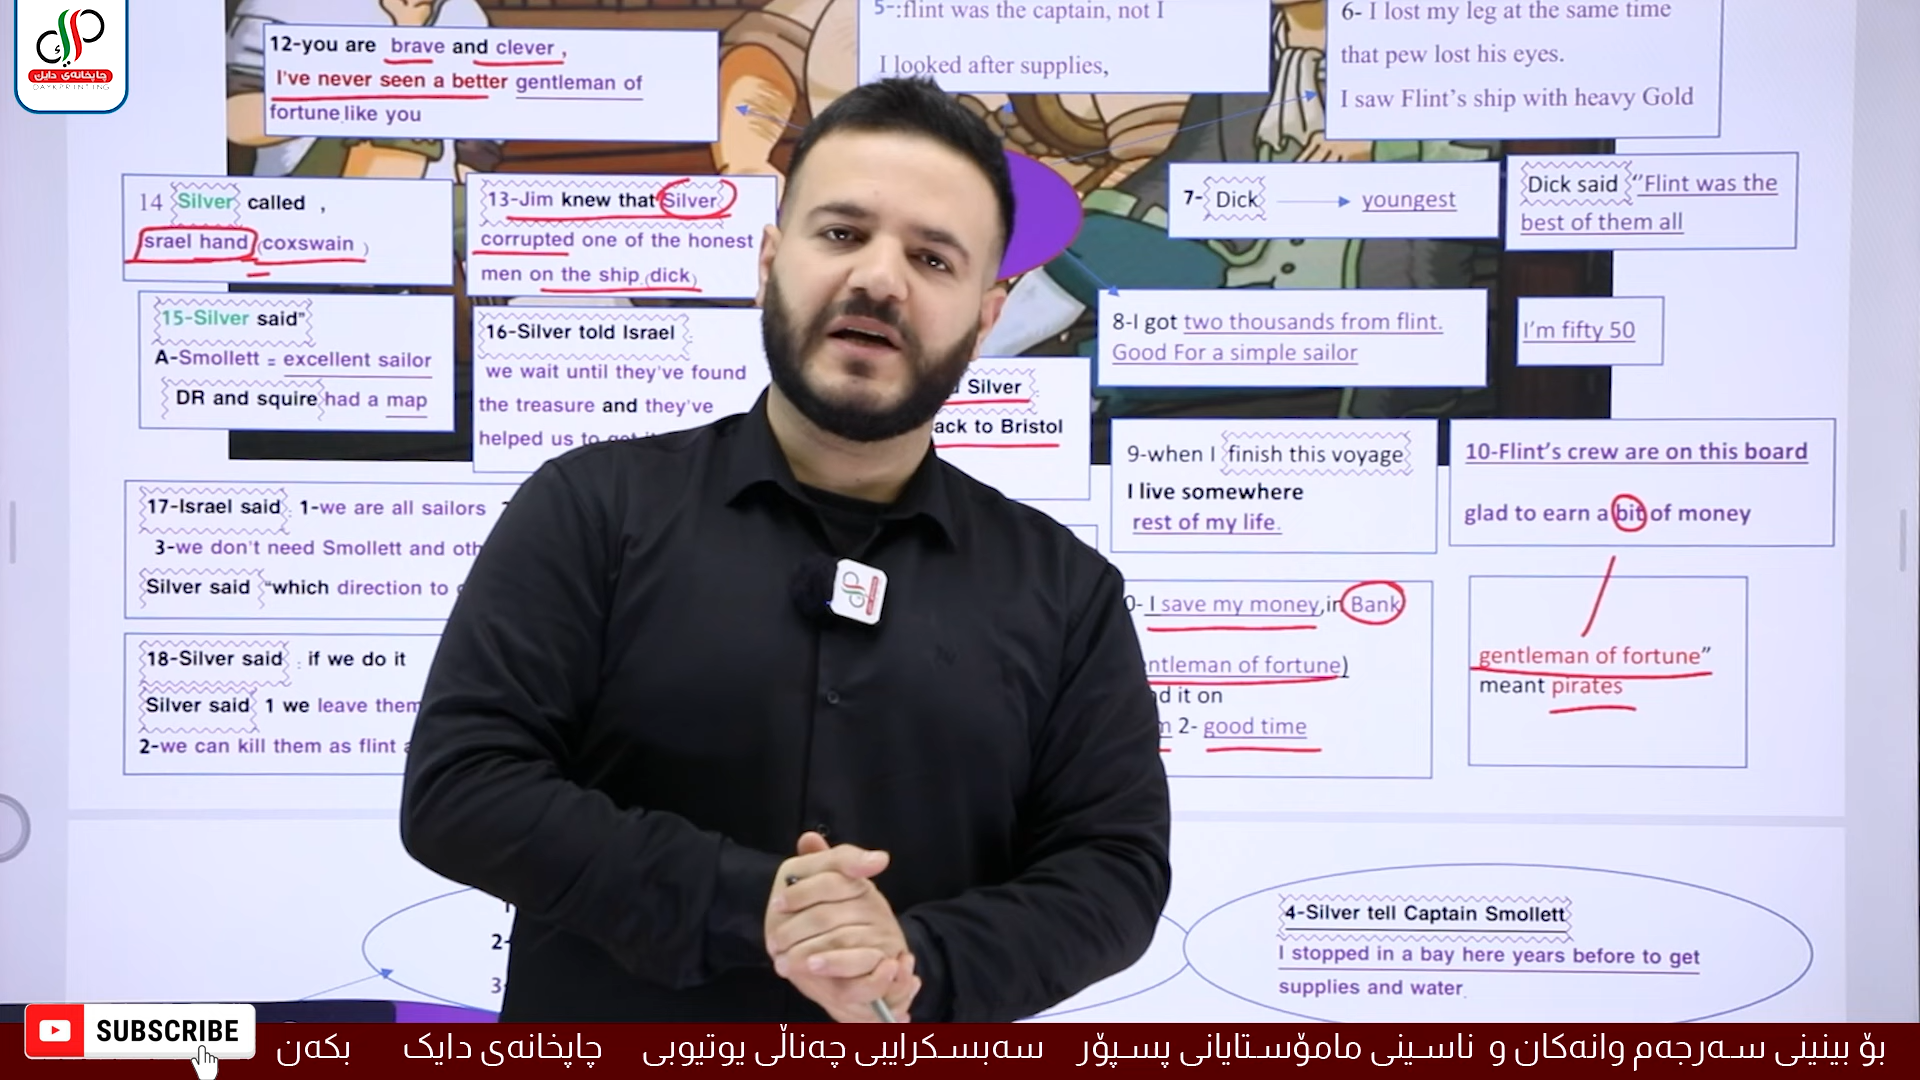 چاپخانەی دایک
DAYKPRINTING
12-you are brave and clever ,
I've never seen a better gentleman of
fortune like you
5-:flint was the captain, not I
I looked after supplies,
6- I lost my leg at the same time
that pew lost his eyes.
I saw Flint's ship with heavy Gold
14 Silver called ,
srael hand (coxswain )
13-Jim knew that Silver
corrupted one of the honest
men on the ship (dick)
7- Dick youngest
Dick said "Flint was the
best of them all
15-Silver said"
A-Smollett = excellent sailor
DR and squire had a map
16-Silver told Israel
we wait until they've found
the treasure and they've
helped us to
Silver
ack to Bristol
8-I got two thousands from flint.
Good For a simple sailor
I'm fifty 50
9-when I finish this voyage
I live somewhere
rest of my life.
10-Flint's crew are on this board
glad to earn a bit of money
17-Israel said : 1-we are all sailors
3-we don't need Smollett and oth
Silver said "which direction to
0- I save my money,in Bank
ntleman of fortune)
d it on
2- good time
gentleman of fortune"
meant pirates
18-Silver said : if we do it
Silver said 1 we leave them
2-we can kill them as flint
2-
3-
4-Silver tell Captain Smollett
I stopped in a bay here years before to get
supplies and water.
SUBSCRIBE
بۆ بینینی سەرجەم وانەکان و ناسینی مامۆستایانی پسپۆر سەبسکرایبی چەناڵی یوتیوبی چاپخانەی دایک بکەن